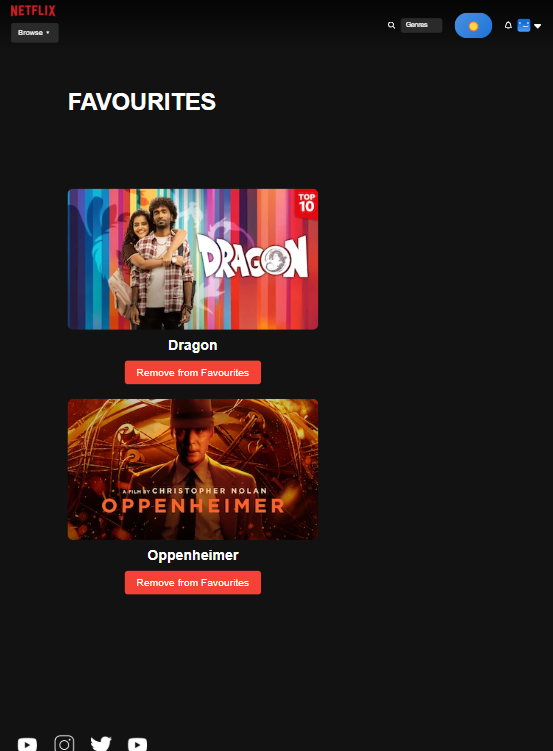 NETFLIX
Browse
Genres
FAVOURITES
TOP
10
DRAGON
Dragon
Remove from Favourites
A FILM BY CHRISTOPHER NOLAN
OPPENHEIMER
Oppenheimer
Remove from Favourites